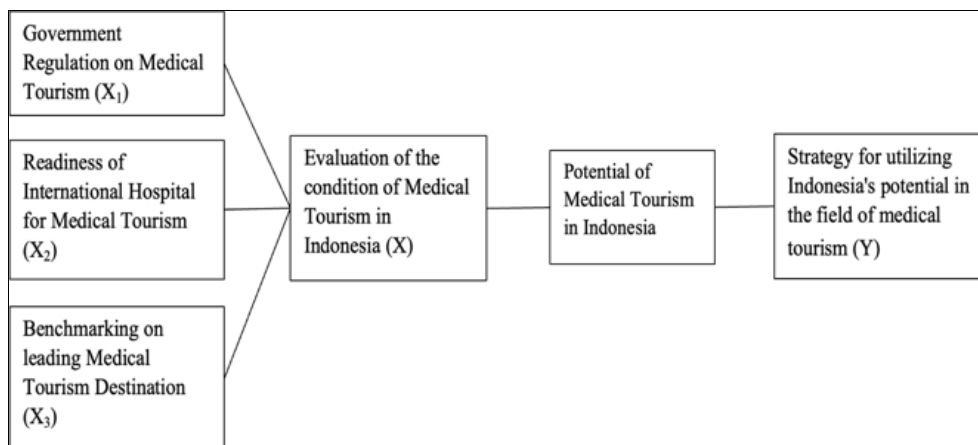 Government
Regulation on Medical
Tourism (X₁)
Readiness of
International Hospital
for Medical Tourism
(X₂)
Benchmarking on
leading Medical
Tourism Destination
(X₃)
Evaluation of the
condition of Medical
Tourism in
Indonesia (X)
Potential of
Medical Tourism
in Indonesia
Strategy for utilizing
Indonesia's potential in
the field of medical
tourism (Y)